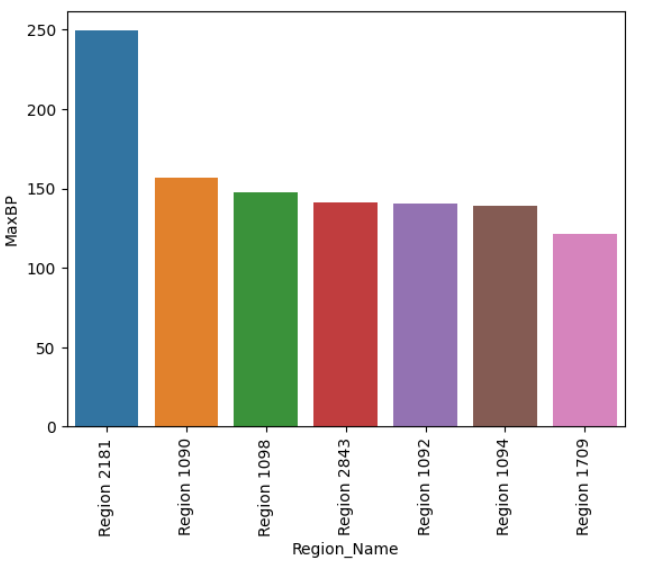 250
200
150
100
50
0
MaxBP
Region 2181
Region 1090
Region 1098
Region 2843
Region 1092
Region 1094
Region 1709
Region_Name